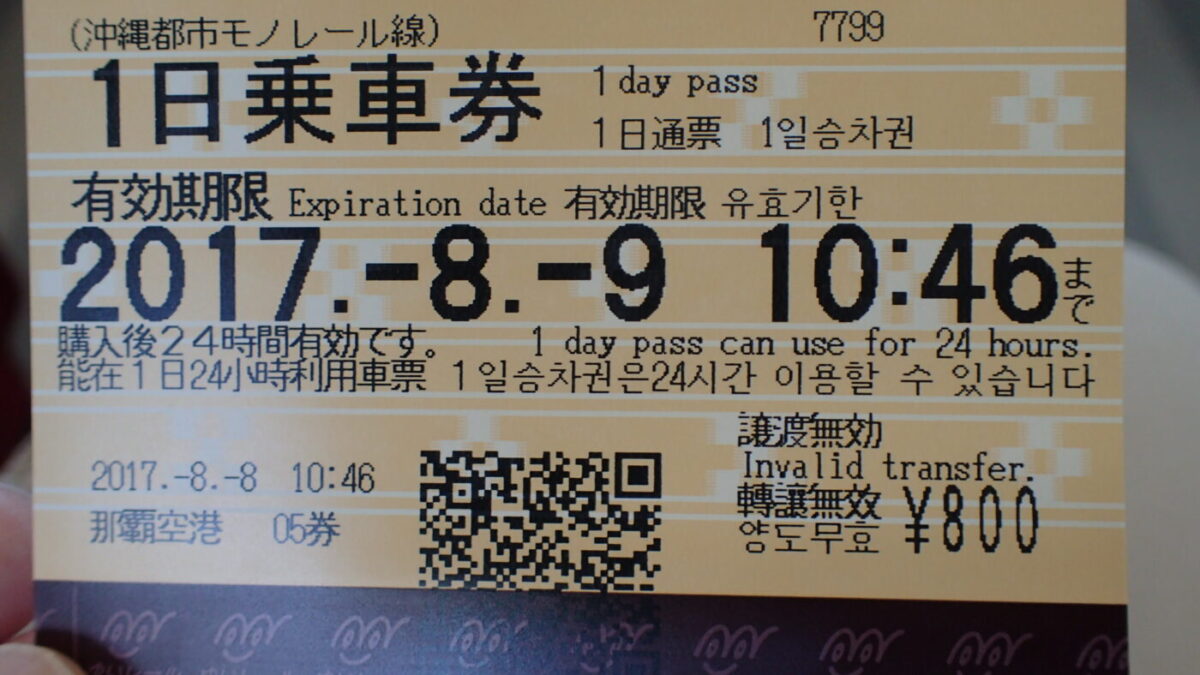 (沖縄都市モノレール線) 7799
1日乗車券 1 day pass
1日通票 1일승차권
有効期限 Expiration date 有効期限 유효기한
2017.-8.-9 10:46まで
購入後24時間有効です。 1 day pass can use for 24 hours.
能在1日24小時利用車票 1일승차권은24시간 이용할 수 있습니다
譲渡無効
2017.-8.-8 10:46 Invalid transfer.
轉讓無效 ¥800
那覇空港 05券 양도무효